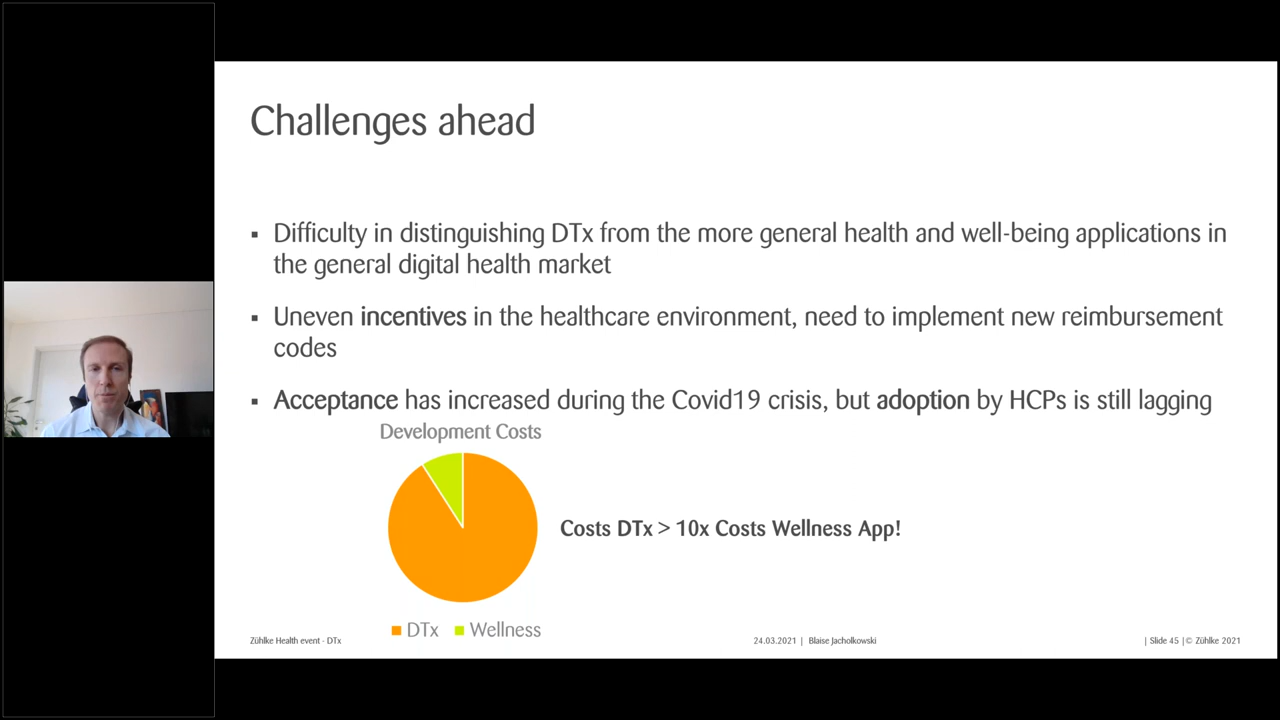 Challenges ahead
▪ Difficulty in distinguishing DTx from the more general health and well-being applications in
the general digital health market
▪ Uneven incentives in the healthcare environment, need to implement new reimbursement
codes
▪ Acceptance has increased during the Covid19 crisis, but adoption by HCPs is still lagging
Development Costs
Costs DTx > 10x Costs Wellness App!
DTx Wellness
Zühlke Health event - DTx 24.03.2021 | Blaise Jacholkowski | Slide 45 | © Zühlke 2021